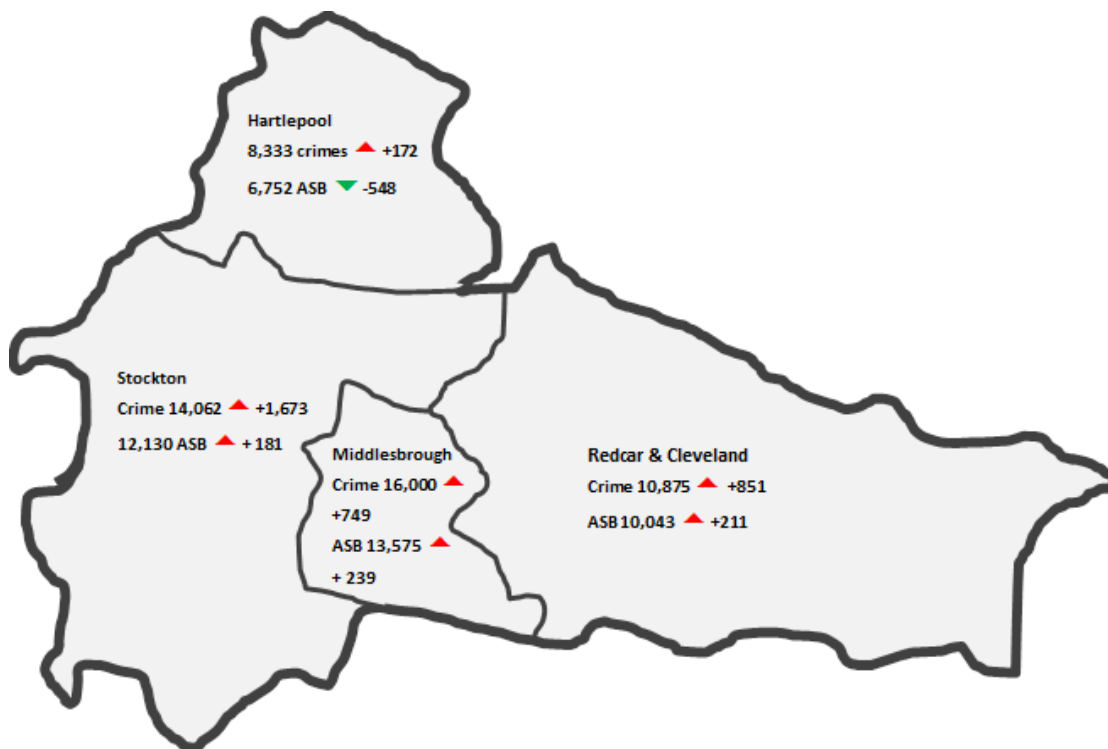 Hartlepool
8,333 crimes +172
6,752 ASB -548
Stockton
Crime 14,062 +1,673
12,130 ASB + 181
Middlesbrough
Crime 16,000
+749
ASB 13,575
+ 239
Redcar & Cleveland
Crime 10,875 +851
ASB 10,043 +211